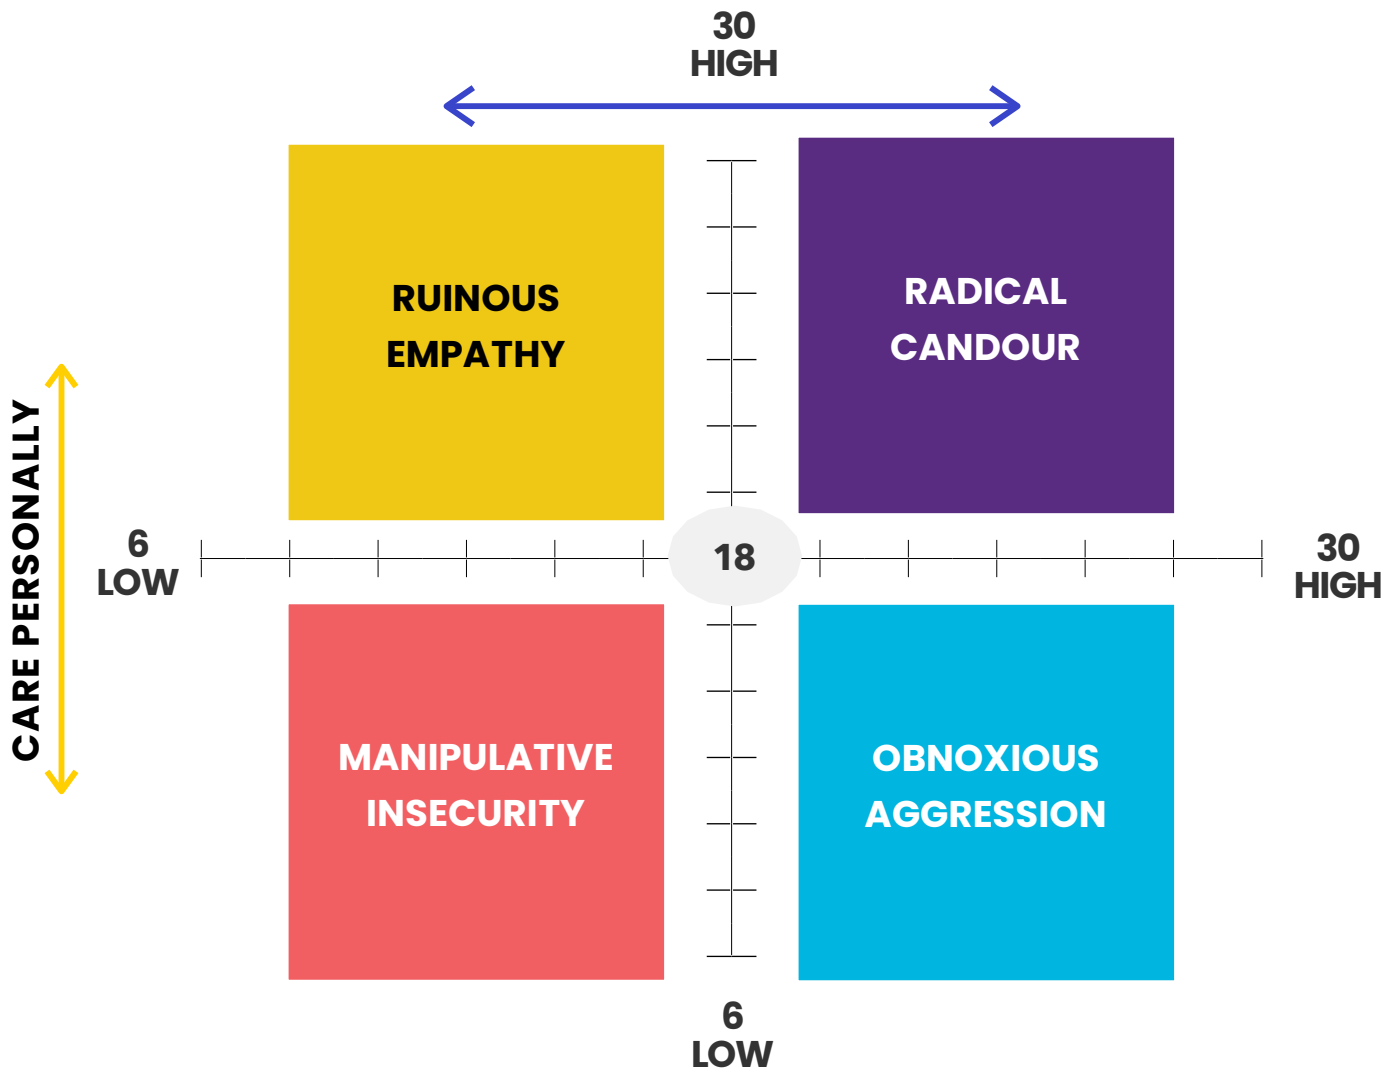 30
HIGH
RUINOUS
EMPATHY
RADICAL
CANDOUR
CARE PERSONALLY
6
LOW
18
30
HIGH
MANIPULATIVE
INSECURITY
OBNOXIOUS
AGGRESSION
6
LOW